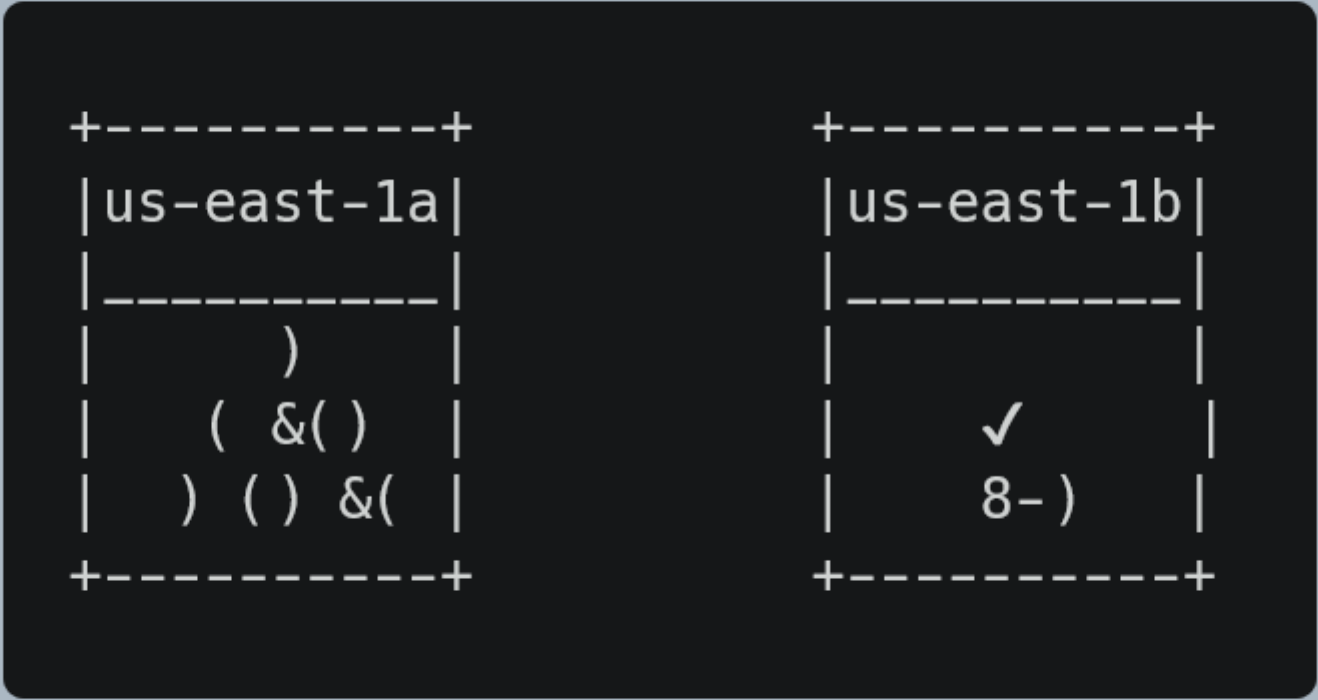 +----------+          +----------+
|us-east-1a|          |us-east-1b|
|__________|          |__________|
|     )    |          |          |
|   ( &()  |          |    ✓     |
|  ) () &( |          |    8-)   |
+----------+          +----------+